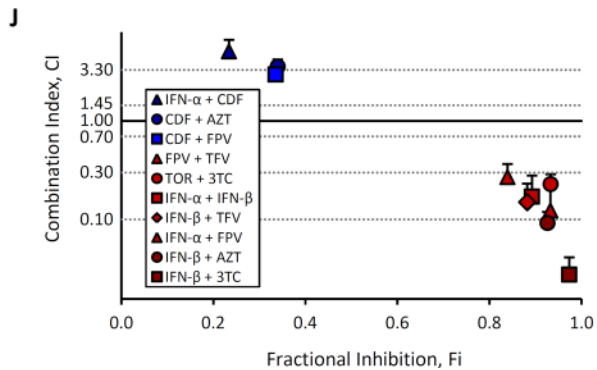 J
Combination Index, CI
3.30
1.45
1.00
0.70
0.30
0.10
IFN-α + CDF
CDF + AZT
CDF + FPV
FPV + TFV
TOR + 3TC
IFN-α + IFN-β
IFN-β + TFV
IFN-α + FPV
IFN-β + AZT
IFN-β + 3TC
0.0 0.2 0.4 0.6 0.8 1.0
Fractional Inhibition, Fi